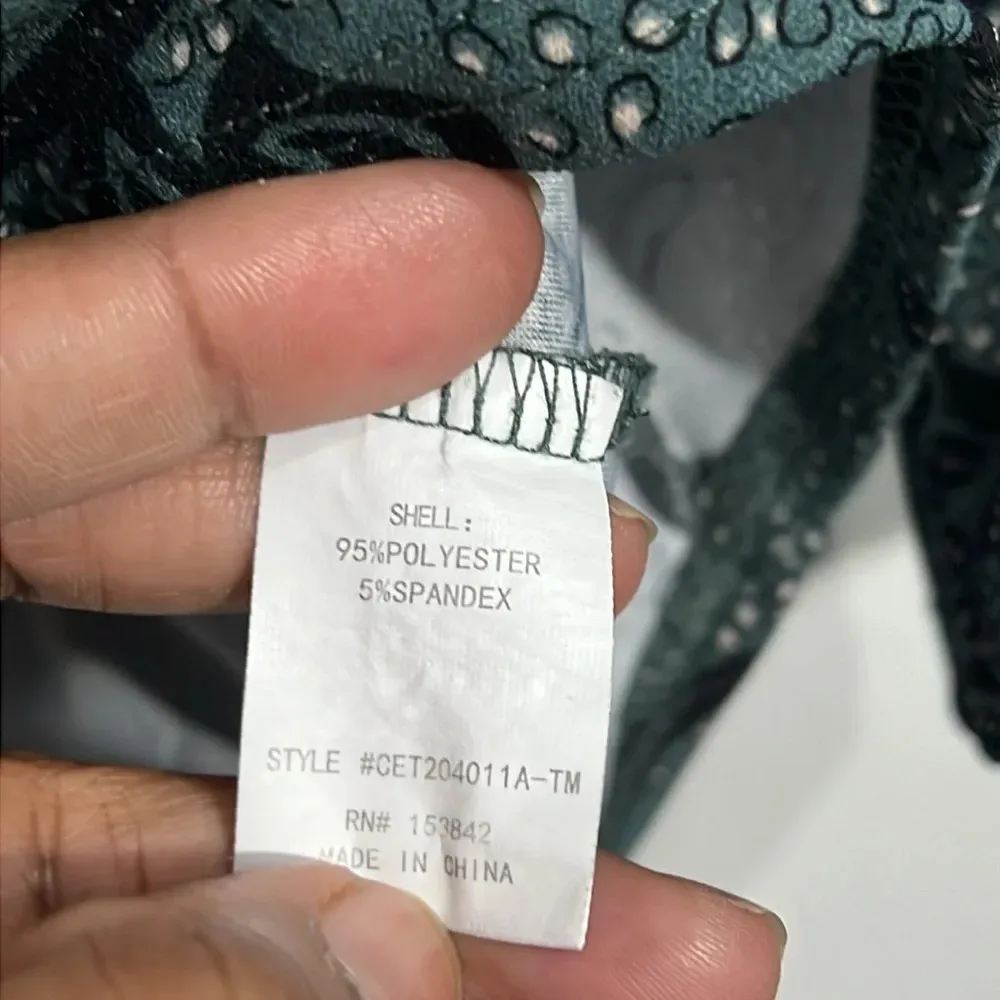 SHELL:
95%POLYESTER
5%SPANDEX
STYLE #CET204011A-TM
RN# 153842
MADE IN CHINA